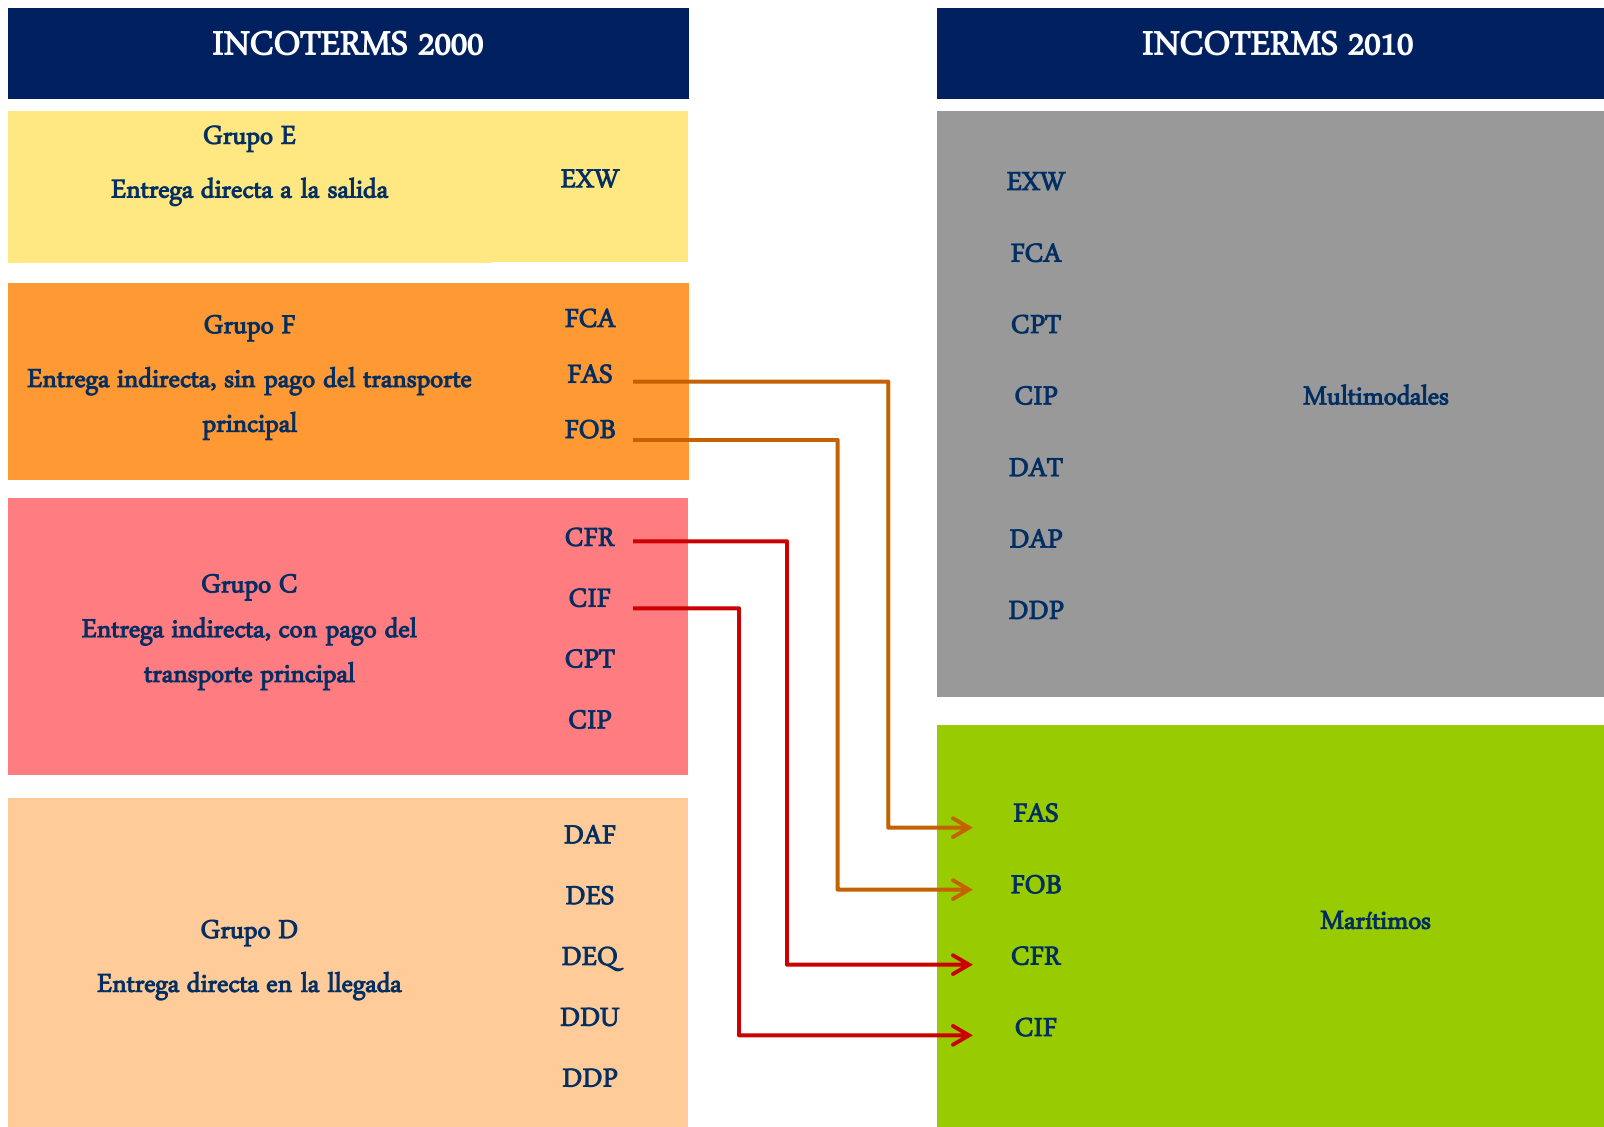 INCOTERMS 2000
Grupo E
Entrega directa a la salida
EXW
Grupo F
Entrega indirecta, sin pago del transporte
principal
FCA
FAS
FOB
Grupo C
Entrega indirecta, con pago del
transporte principal
CFR
CIF
CPT
CIP
Grupo D
Entrega directa en la llegada
DAF
DES
DEQ
DDU
DDP
INCOTERMS 2010
EXW
FCA
CPT
CIP
DAT
DAP
DDP
Multimodales
FAS
FOB
CFR
CIF
Marítimos